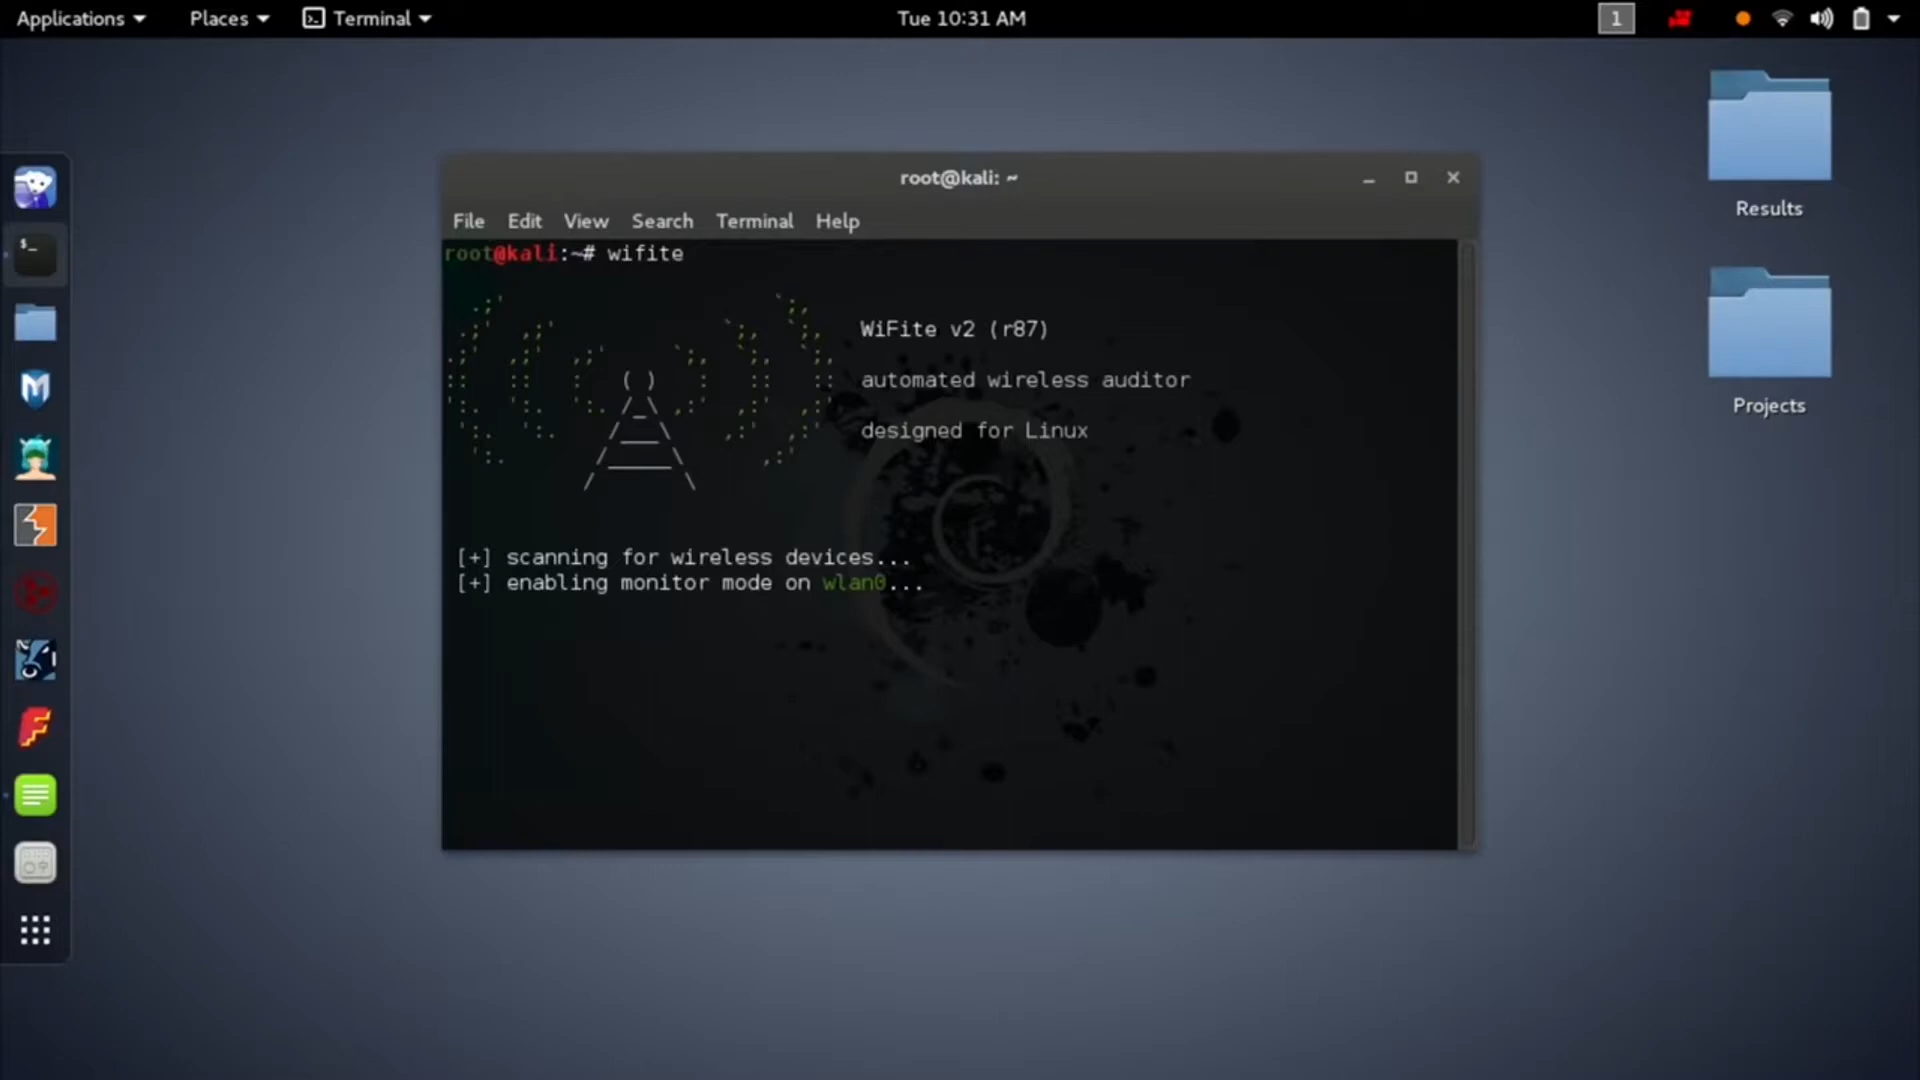 Applications Places Terminal Tue 10:31 AM 1
Results
Projects
root@kali: ~
File Edit View Search Terminal Help
root@kali:~# wifite
WiFite v2 (r87)
automated wireless auditor
designed for Linux
[+] scanning for wireless devices...
[+] enabling monitor mode on wlan0...